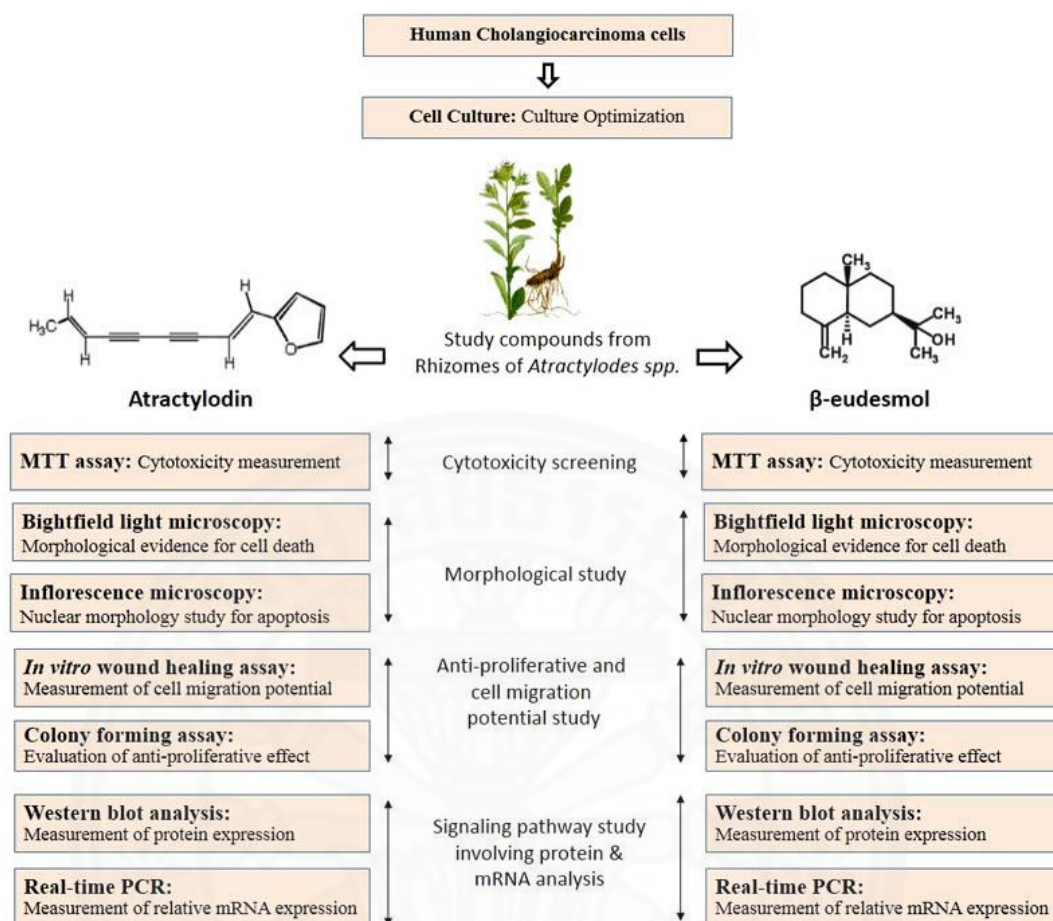 Human Cholangiocarcinoma cells
Cell Culture: Culture Optimization
H
H₃C
H
H
H
O
Atractylodin
Study compounds from
Rhizomes of Atractylodes spp.
CH₃
H
CH₂
CH₃
OH
CH₃
β-eudesmol
MTT assay: Cytotoxicity measurement
Cytotoxicity screening
MTT assay: Cytotoxicity measurement
Bightfield light microscopy:
Morphological evidence for cell death
Inflorescence microscopy:
Nuclear morphology study for apoptosis
Morphological study
Bightfield light microscopy:
Morphological evidence for cell death
Inflorescence microscopy:
Nuclear morphology study for apoptosis
In vitro wound healing assay:
Measurement of cell migration potential
Colony forming assay:
Evaluation of anti-proliferative effect
Anti-proliferative and
cell migration
potential study
In vitro wound healing assay:
Measurement of cell migration potential
Colony forming assay:
Evaluation of anti-proliferative effect
Western blot analysis:
Measurement of protein expression
Real-time PCR:
Measurement of relative mRNA expression
Signaling pathway study
involving protein &
mRNA analysis
Western blot analysis:
Measurement of protein expression
Real-time PCR:
Measurement of relative mRNA expression